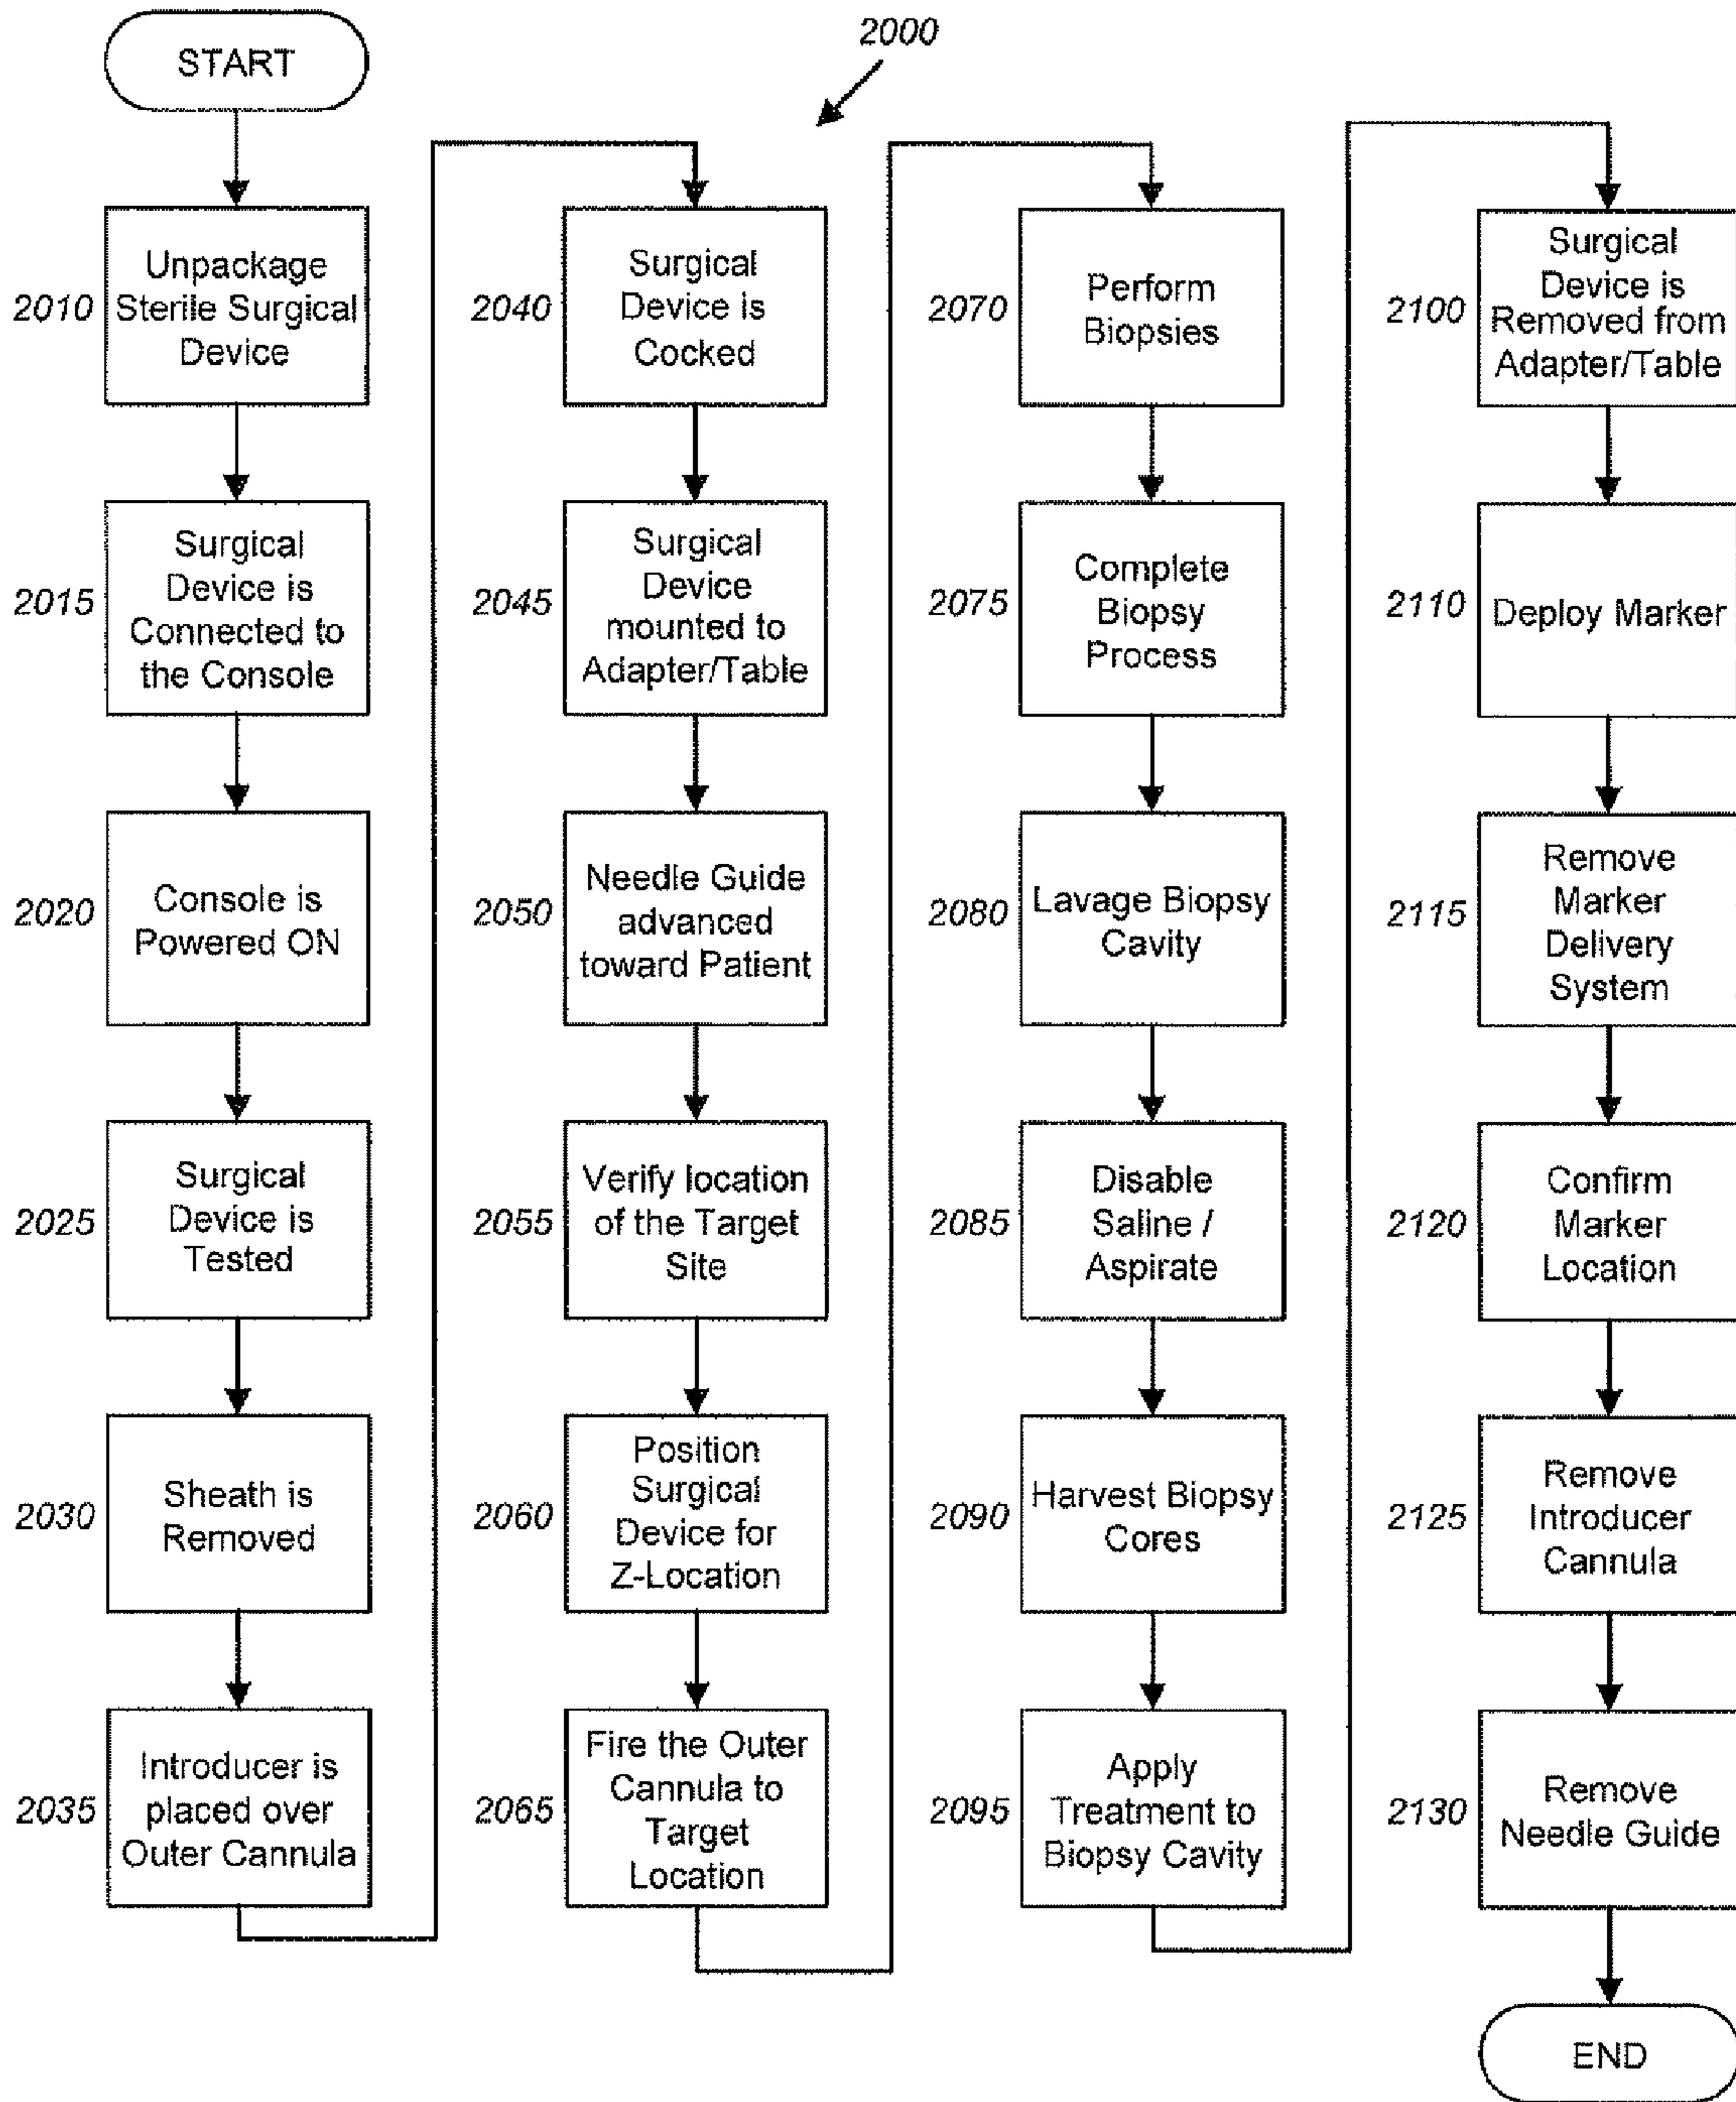 2000
START
2010
Unpackage
Sterile Surgical
Device
2015
Surgical
Device is
Connected to
the Console
2020
Console is
Powered ON
2025
Surgical
Device is
Tested
2030
Sheath is
Removed
2035
Introducer is
placed over
Outer Cannula
2040
Surgical
Device is
Cocked
2045
Surgical
Device
mounted to
Adapter/Table
2050
Needle Guide
advanced
toward Patient
2055
Verify location
of the Target
Site
2060
Position
Surgical
Device for
Z-Location
2065
Fire the Outer
Cannula to
Target
Location
2070
Perform
Biopsies
2075
Complete
Biopsy
Process
2080
Lavage Biopsy
Cavity
2085
Disable
Saline /
Aspirate
2090
Harvest Biopsy
Cores
2095
Apply
Treatment to
Biopsy Cavity
2100
Surgical
Device is
Removed from
Adapter/Table
2110
Deploy Marker
2115
Remove
Marker
Delivery
System
2120
Confirm
Marker
Location
2125
Remove
Introducer
Cannula
2130
Remove
Needle Guide
END